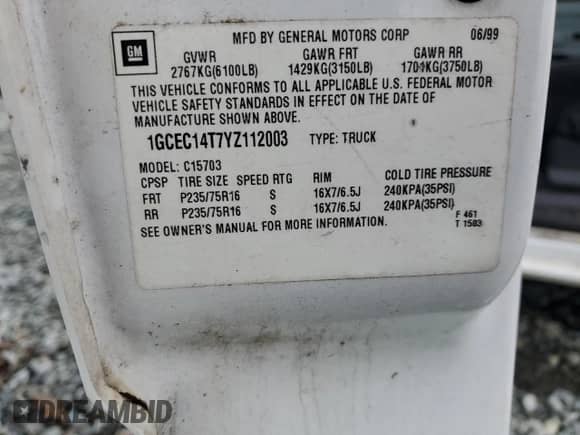 GM
MFD BY GENERAL MOTORS CORP 06/99
GVWR GAWR FRT GAWR RR
2767KG(6100LB) 1429KG(3150LB) 1701KG(3750LB)
THIS VEHICLE CONFORMS TO ALL APPLICABLE U.S. FEDERAL MOTOR
VEHICLE SAFETY STANDARDS IN EFFECT ON THE DATE OF
MANUFACTURE SHOWN ABOVE.
1GCEC14T7YZ112003 TYPE: TRUCK
MODEL: C15703
CPSP TIRE SIZE SPEED RTG RIM COLD TIRE PRESSURE
FRT P235/75R16 S 16X7/6.5J 240KPA(35PSI)
RR P235/75R16 S 16X7/6.5J 240KPA(35PSI)
SEE OWNER'S MANUAL FOR MORE INFORMATION.
F 461
T 1503
DREAMBID